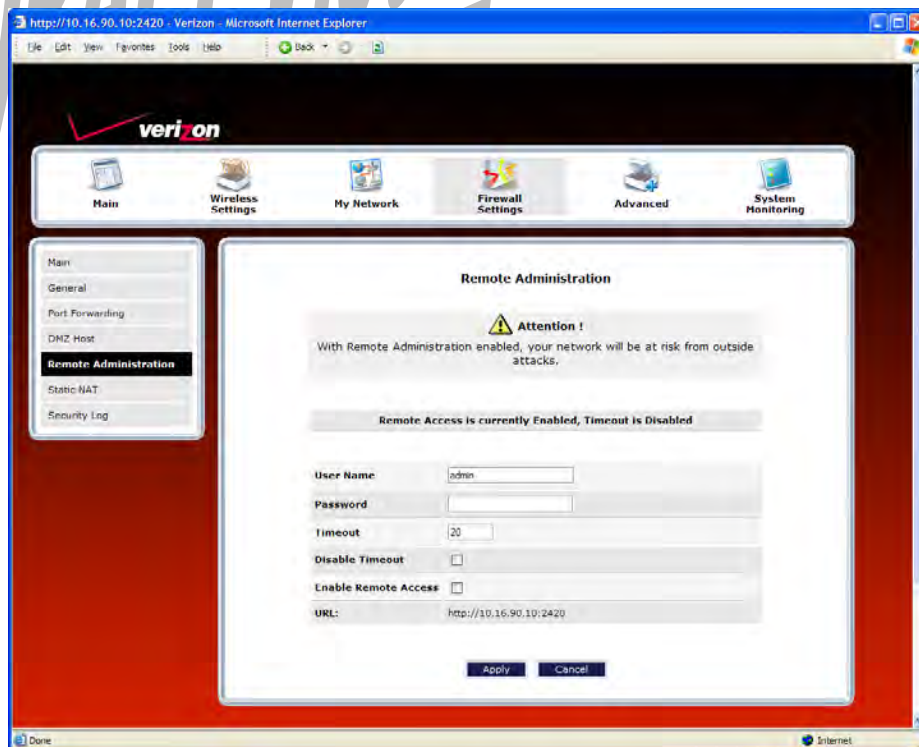 http://10.16.90.10:2420 - Verizon - Microsoft Internet Explorer
File Edit View Favorites Tools Help
Back
verizon
Main
Wireless Settings
My Network
Firewall Settings
Advanced
System Monitoring
Main
General
Port Forwarding
DMZ Host
Remote Administration
Static NAT
Security Log
Remote Administration
Attention !
With Remote Administration enabled, your network will be at risk from outside
attacks.
Remote Access is currently Enabled, Timeout is Disabled
User Name admin
Password
Timeout 20
Disable Timeout
Enable Remote Access
URL: http://10.16.90.10:2420
Apply Cancel
Done Internet